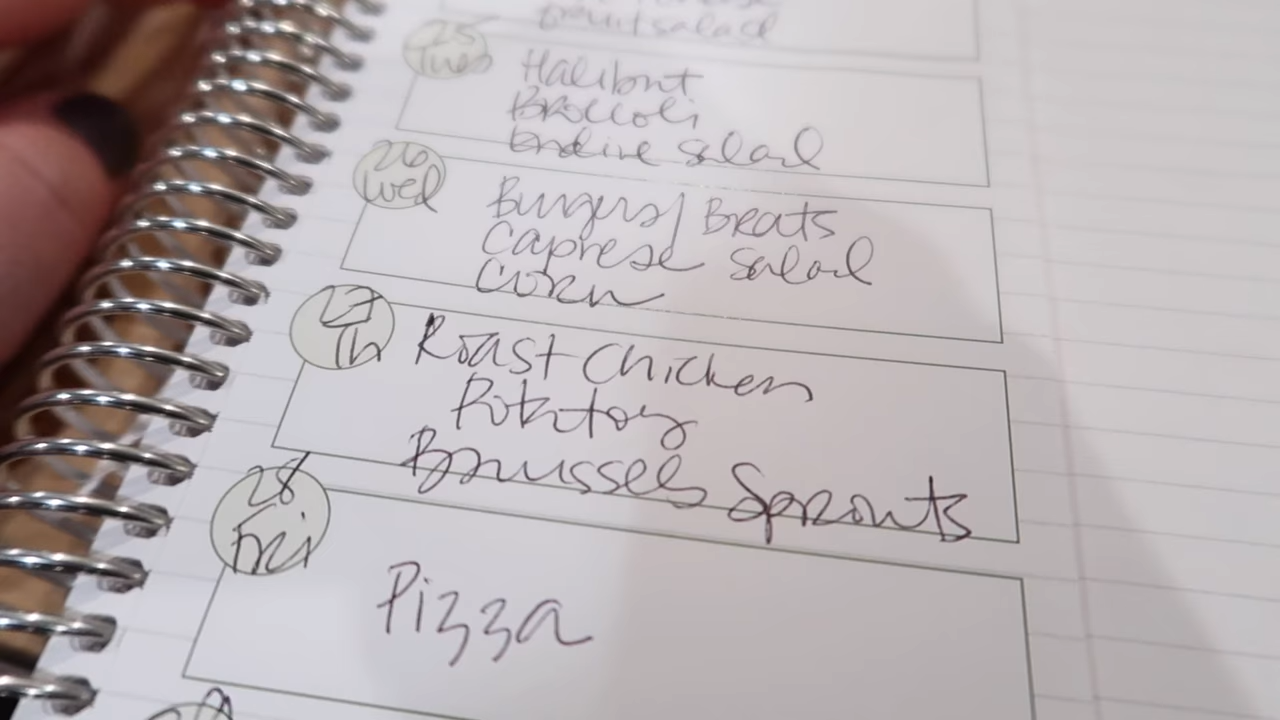 salad
25
Tues
Halibut
Broccoli
Endive salad
26
Wed
Burgers/Brats
Caprese salad
Corn
27
Th
Roast Chicken
Potatoes
Brussels Sprouts
28
Fri
Pizza